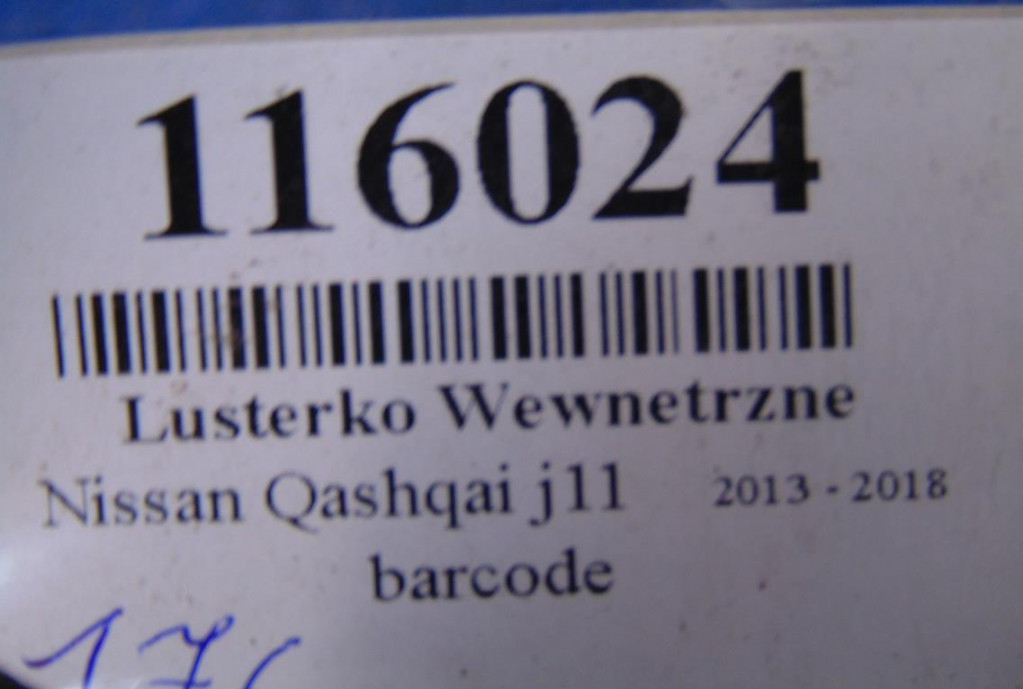 116024
Lusterko Wewnetrzne
Nissan Qashqai j11 2013 - 2018
barcode